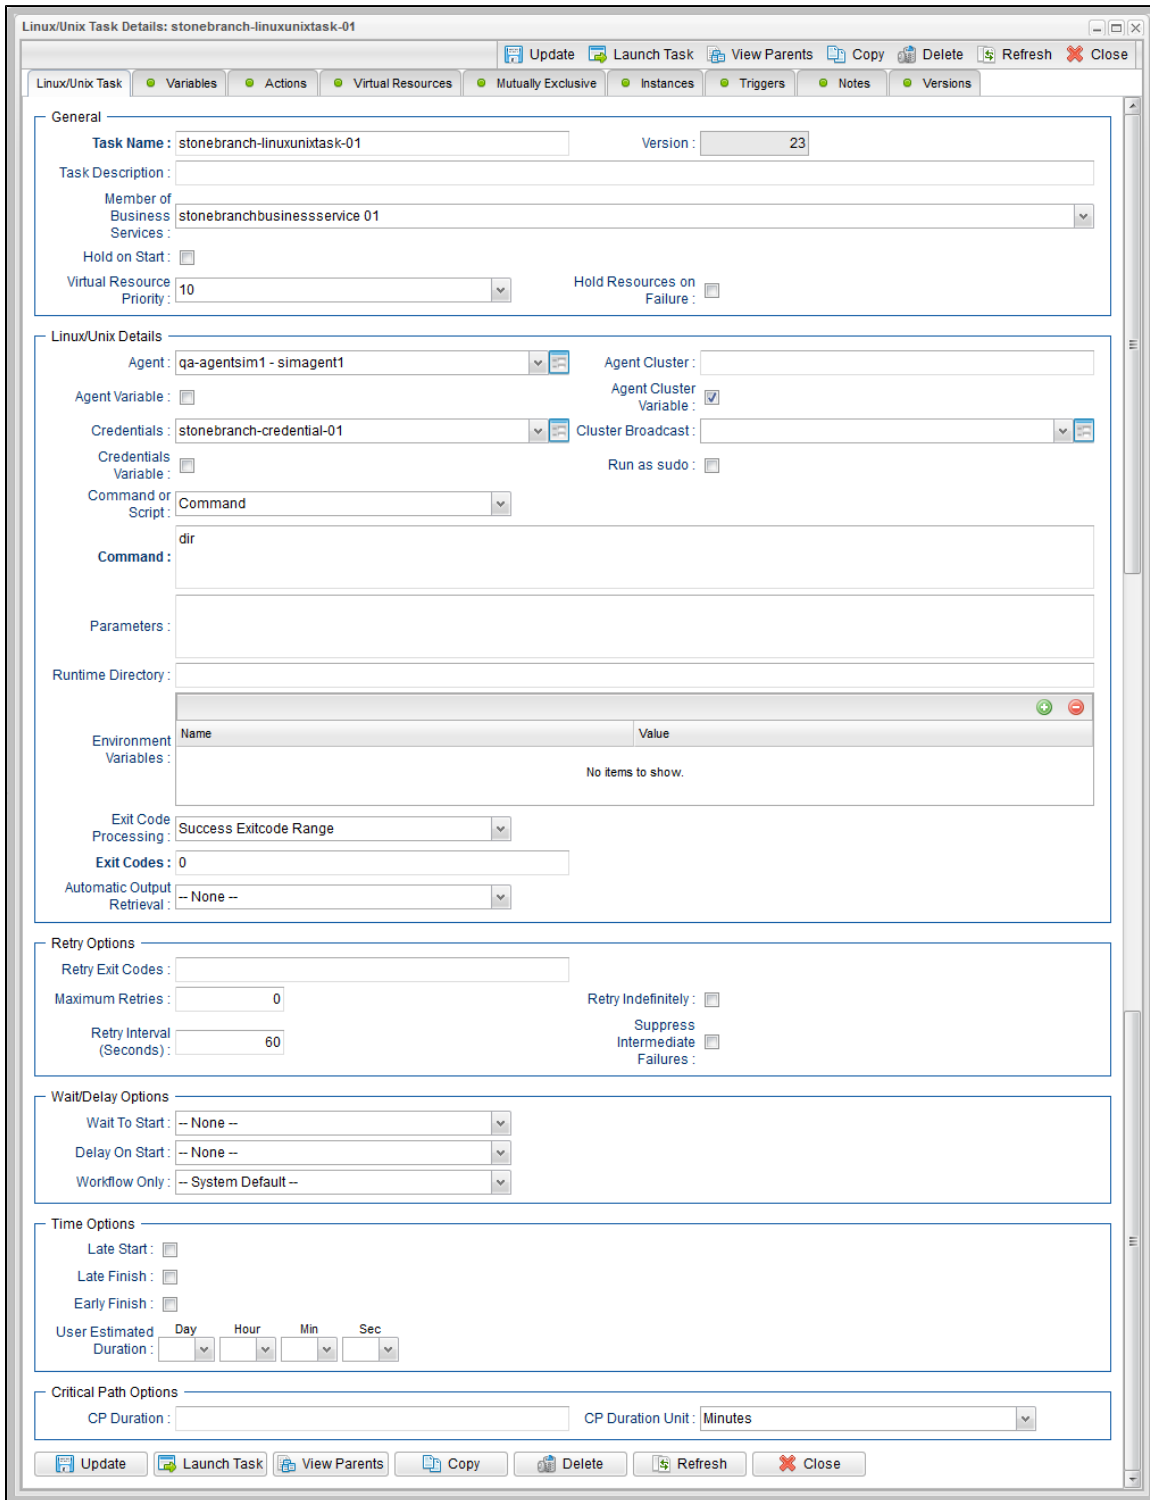 Linux/Unix Task Details: stonebranch-linuxunixtask-01
Update Launch Task View Parents Copy Delete Refresh Close
Linux/Unix Task Variables Actions Virtual Resources Mutually Exclusive Instances Triggers Notes Versions
General
Task Name : stonebranch-linuxunixtask-01 Version : 23
Task Description :
Member of
Business
Services :
stonebranchbusinessservice 01
Hold on Start :
Virtual Resource
Priority :
10
Hold Resources on
Failure :
Linux/Unix Details
Agent : qa-agentsim1 - simagent1 Agent Cluster :
Agent Variable :
Agent Cluster
Variable :
Credentials : stonebranch-credential-01 Cluster Broadcast :
Credentials
Variable :
Run as sudo :
Command or
Script :
Command
Command :
dir
Parameters :
Runtime Directory :
Environment
Variables :
Name Value
No items to show.
Exit Code
Processing :
Success Exitcode Range
Exit Codes : 0
Automatic Output
Retrieval :
-- None --
Retry Options
Retry Exit Codes :
Maximum Retries : 0 Retry Indefinitely :
Retry Interval
(Seconds) :
60
Suppress
Intermediate
Failures :
Wait/Delay Options
Wait To Start : -- None --
Delay On Start : -- None --
Workflow Only : -- System Default --
Time Options
Late Start :
Late Finish :
Early Finish :
User Estimated
Duration :
Day Hour Min Sec
Critical Path Options
CP Duration : CP Duration Unit : Minutes
Update Launch Task View Parents Copy Delete Refresh Close